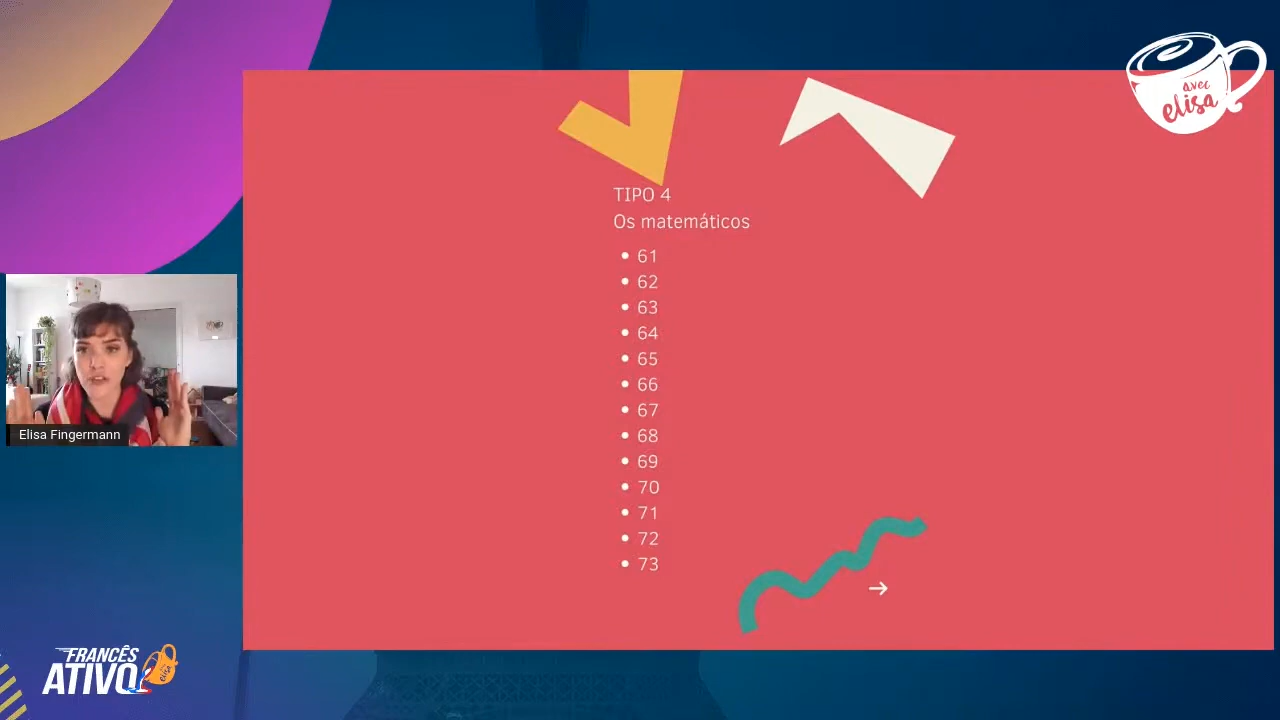 avec
elisa
TIPO 4
Os matemáticos
61
62
63
64
65
66
67
68
69
70
71
72
73
Elisa Fingermann
FRANCÊS
ATIVO
elisa